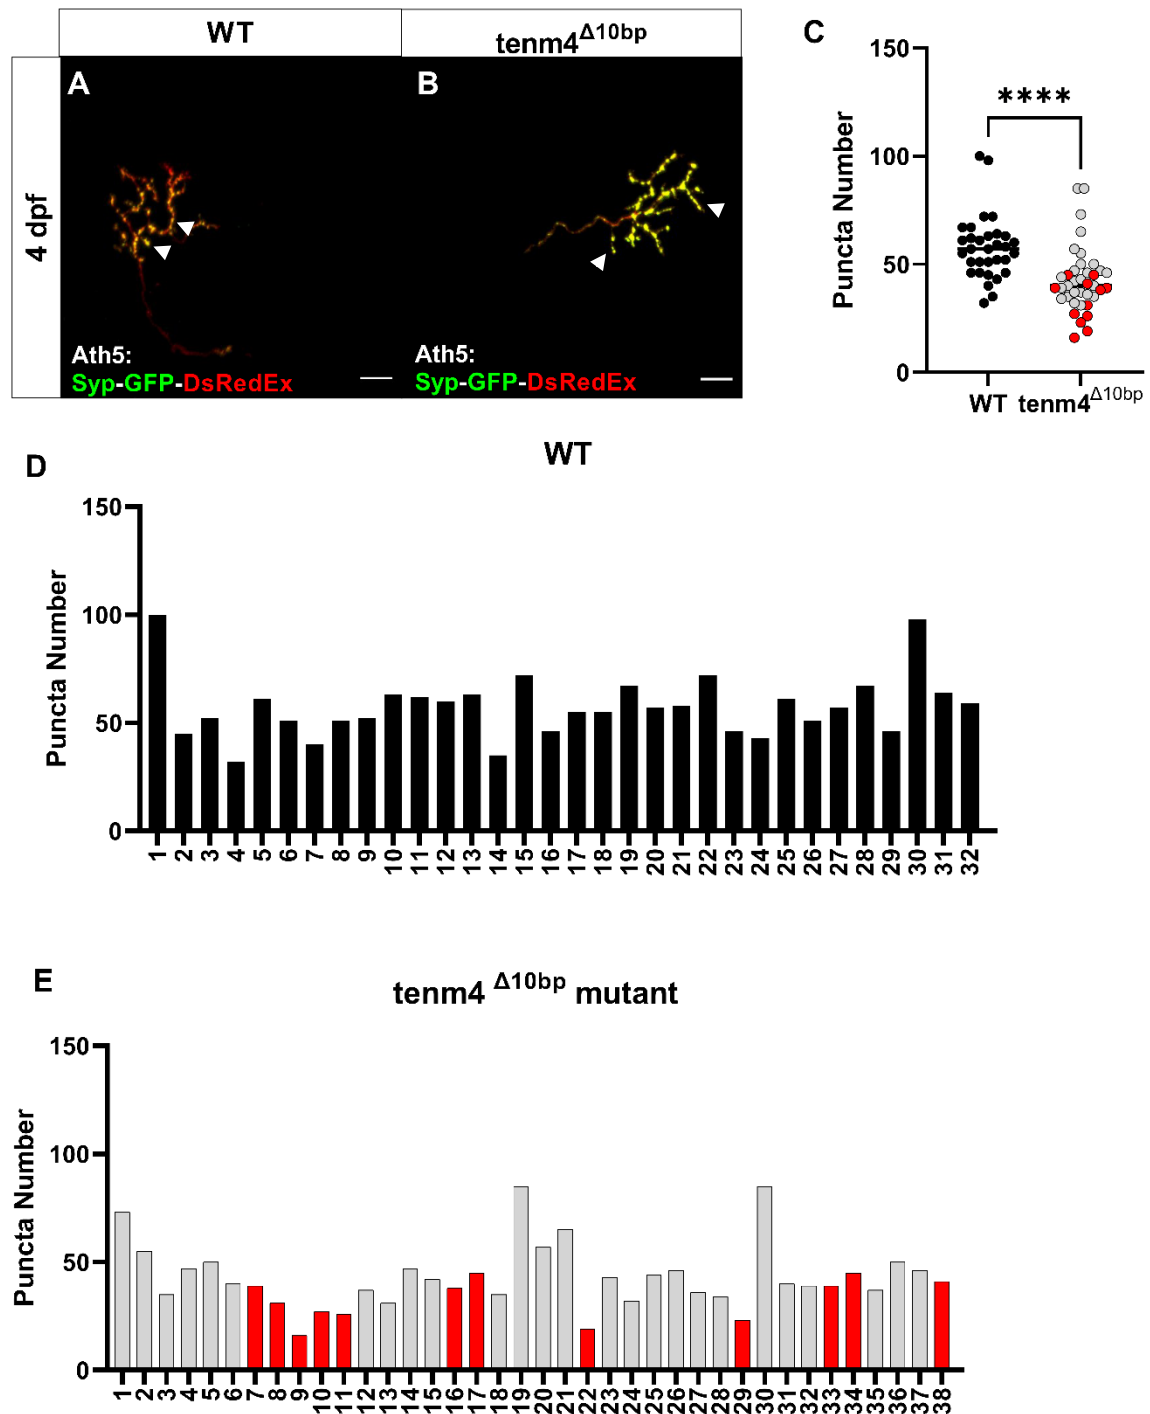 WT
tenm4Δ10bp
4 dpf
A
Ath5:
Syp-GFP-DsRedEx
B
Ath5:
Syp-GFP-DsRedEx
C
Puncta Number
150
100
50
0
****
WT tenm4Δ10bp
D
WT
Puncta Number
150
100
50
0
1 2 3 4 5 6 7 8 9 10 11 12 13 14 15 16 17 18 19 20 21 22 23 24 25 26 27 28 29 30 31 32
E
tenm4 Δ10bp mutant
Puncta Number
150
100
50
0
1 2 3 4 5 6 7 8 9 10 11 12 13 14 15 16 17 18 19 20 21 22 23 24 25 26 27 28 29 30 31 32 33 34 35 36 37 38